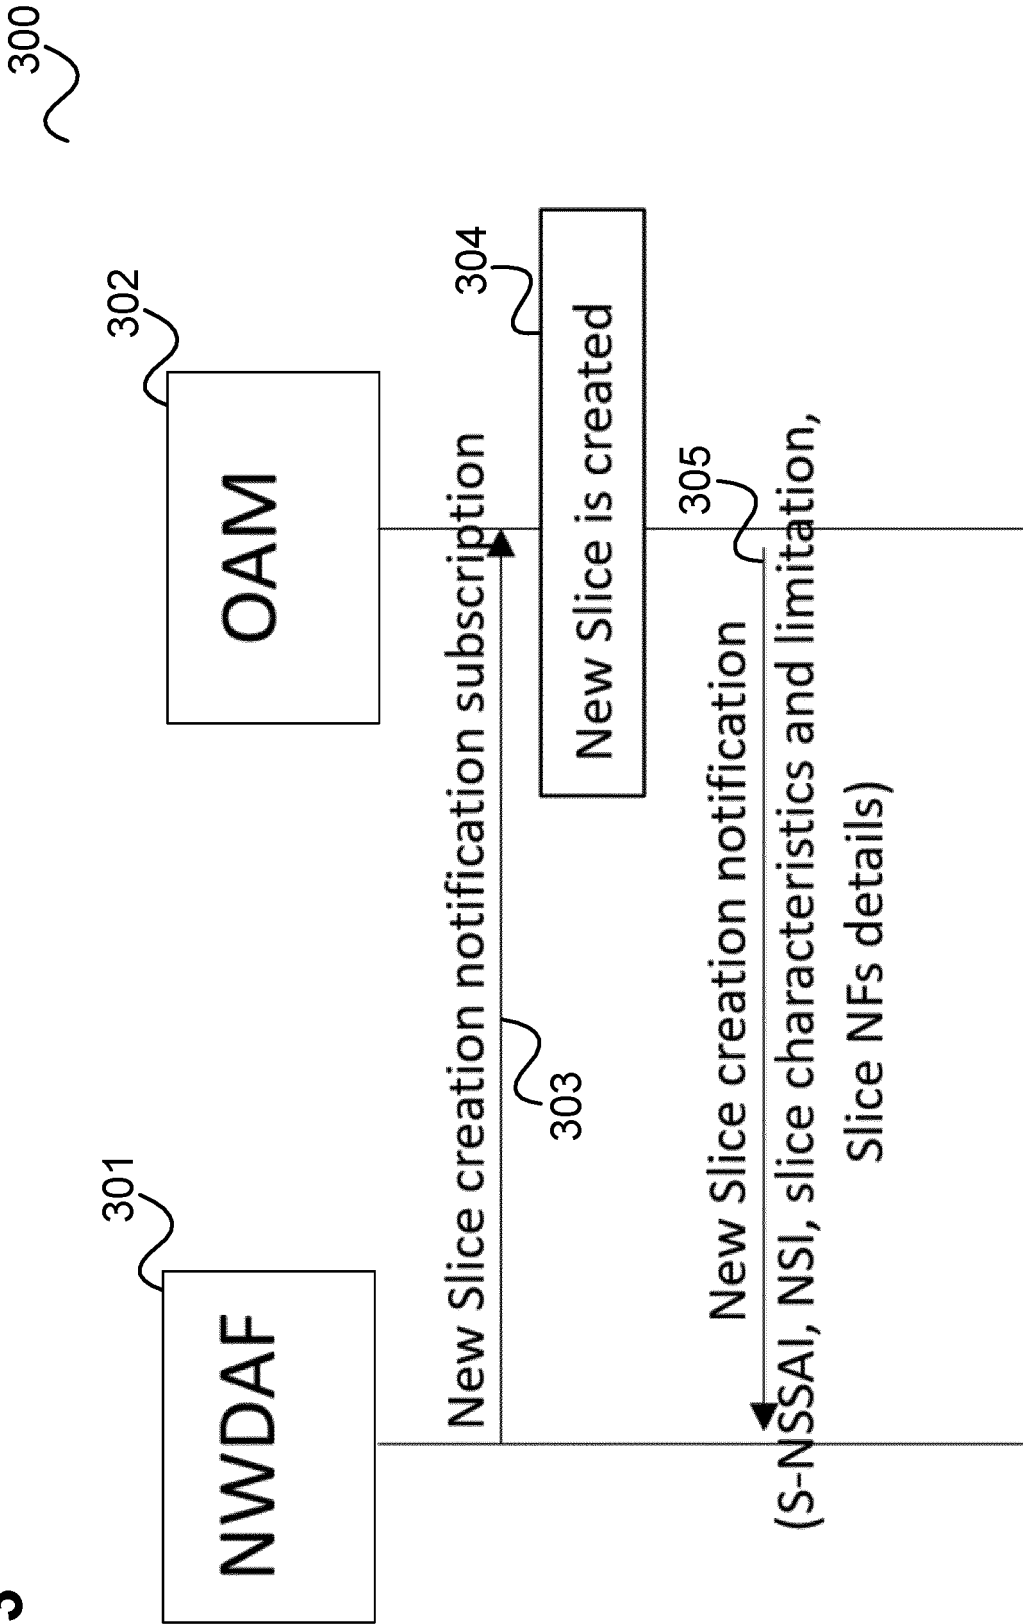 300
301
NWDAF
302
OAM
New Slice creation notification subscription
303
304
New Slice is created
305
New Slice creation notification
(S-NSSAI, NSI, slice characteristics and limitation,
Slice NFs details)